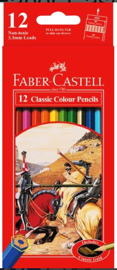 12
Non-toxic
3.3mm Leads
FABER-CASTELL
12 Classic Colour Pencils